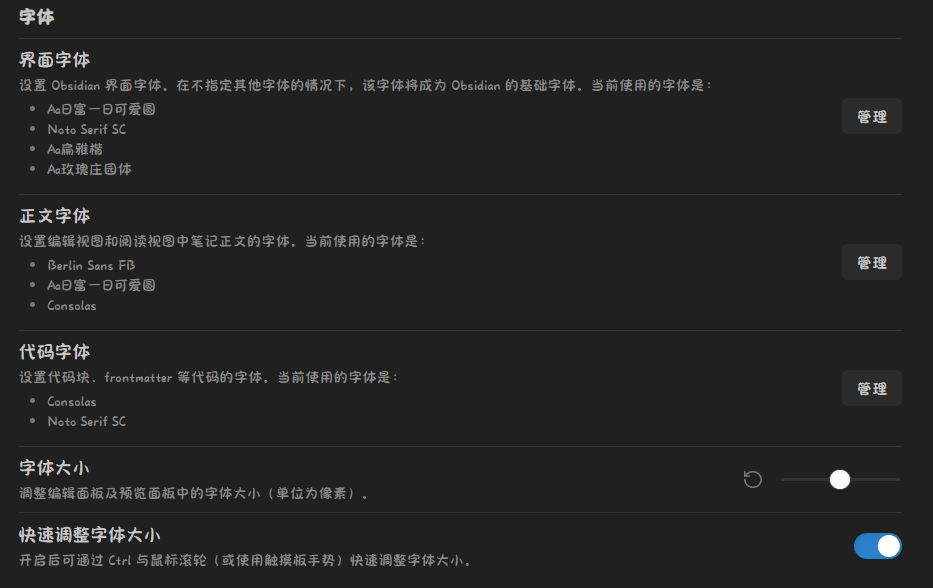 字体
界面字体
设置 Obsidian 界面字体。在不指定其他字体的情况下，该字体将成为 Obsidian 的基础字体。当前使用的字体是：
Aa日富一日可爱圆
Noto Serif SC
Aa扁雅楷
Aa玫瑰庄园体
管理
正文字体
设置编辑视图和阅读视图中笔记正文的字体。当前使用的字体是：
Berlin Sans FB
Aa日富一日可爱圆
Consolas
管理
代码字体
设置代码块、frontmatter 等代码的字体。当前使用的字体是：
Consolas
Noto Serif SC
管理
字体大小
调整编辑面板及预览面板中的字体大小（单位为像素）。
快速调整字体大小
开启后可通过 Ctrl 与鼠标滚轮（或使用触摸板手势）快速调整字体大小。